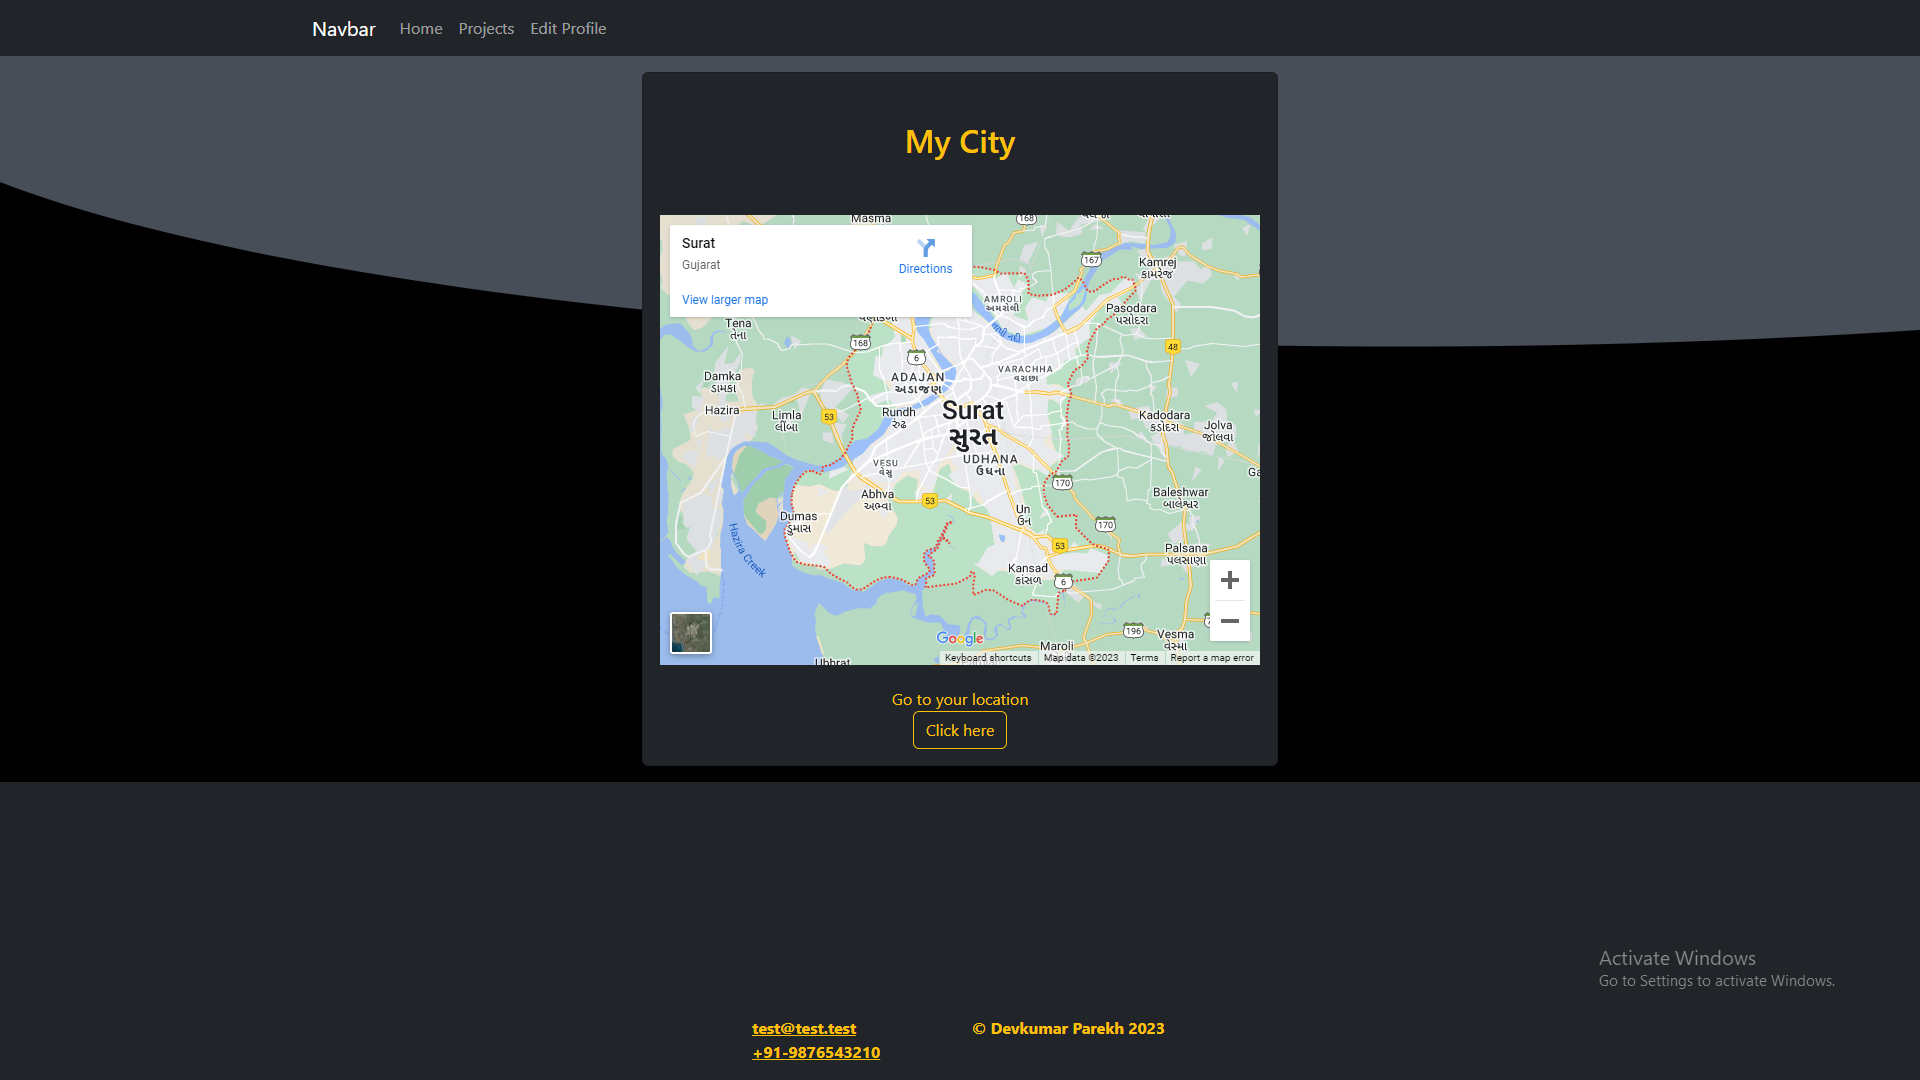 Navbar Home Projects Edit Profile
My City
Masma
168
Surat
Gujarat
Directions
View larger map
167
Kamrej
કામરેજ
AMROLI
અમરોલી
Pasodara
પસોદરા
Tena
તેના
168
6
48
VARACHHA
વરાછા
Damka
ડામકા
ADAJAN
અડાજણ
Hazira
Limla
લીંબા
53
Rundh
રુંઢ
Surat
સુરત
Kadodara
કડોદરા
Jolva
જોલવા
VESU
વેસુ
UDHANA
ઉધના
170
Abhva
આભ્વા
53
Baleshwar
બાલેશ્વર
Dumas
ડુમાસ
Un
ઉન
170
Hazira Creek
53
Palsana
પલસાણા
Kansad
કાંસળ
6
Google
196
Vesma
વેસ્મા
Maroli
Ubhrat
Keyboard shortcuts Map data ©2023 Terms Report a map error
Go to your location
Click here
Activate Windows
Go to Settings to activate Windows.
test@test.test
+91-9876543210
© Devkumar Parekh 2023